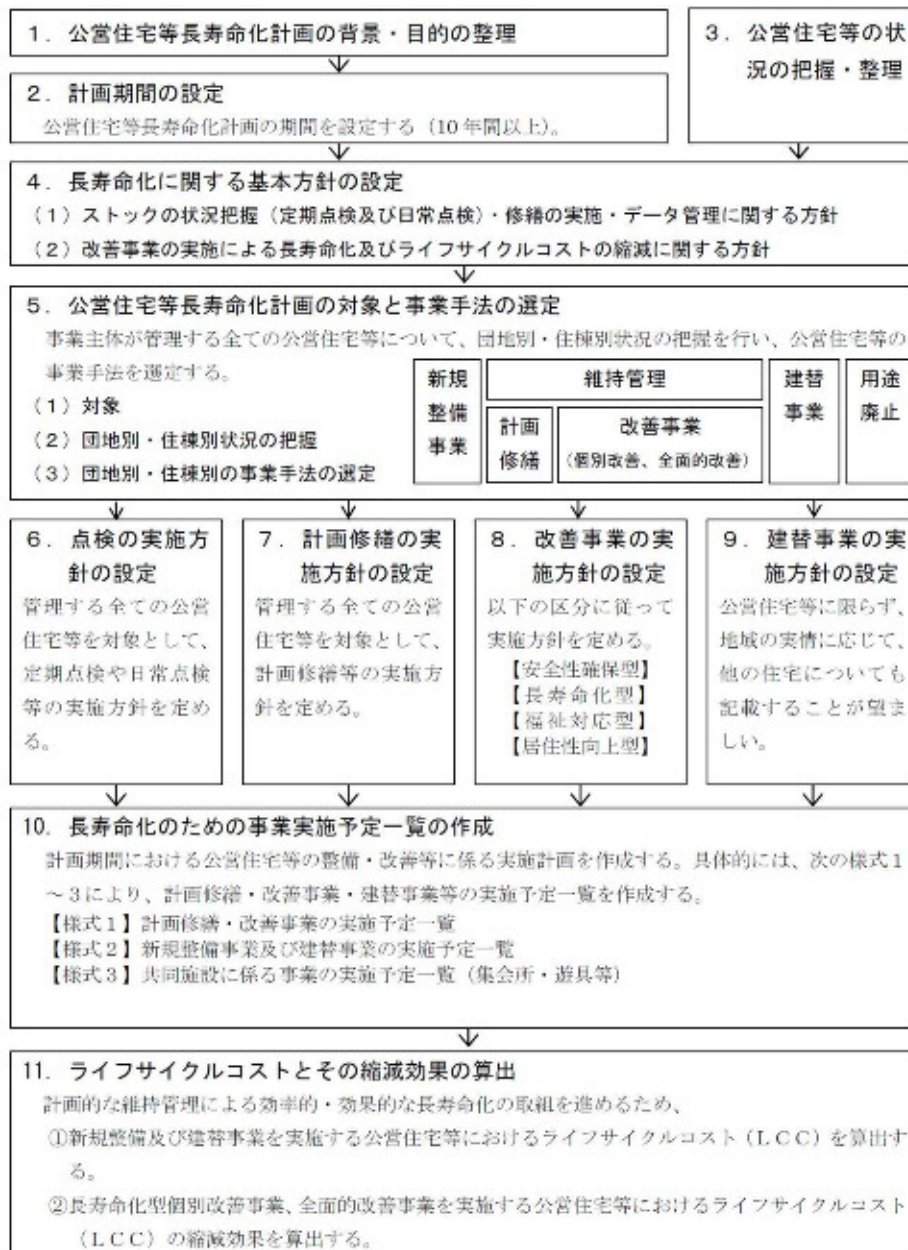 1．公営住宅等長寿命化計画の背景・目的の整理
2．計画期間の設定
公営住宅等長寿命化計画の期間を設定する（10年間以上）。
3．公営住宅等の状
況の把握・整理
4．長寿命化に関する基本方針の設定
（1）ストックの状況把握（定期点検及び日常点検）・修繕の実施・データ管理に関する方針
（2）改善事業の実施による長寿命化及びライフサイクルコストの縮減に関する方針
5．公営住宅等長寿命化計画の対象と事業手法の選定
事業主体が管理する全ての公営住宅等について、団地別・住棟別状況の把握を行い、公営住宅等の
事業手法を選定する。
（1）対象
（2）団地別・住棟別状況の把握
（3）団地別・住棟別の事業手法の選定
新規
整備
事業
維持管理
計画
修繕
改善事業
（個別改善、全面的改善）
建替
事業
用途
廃止
6．点検の実施方
針の設定
管理する全ての公営
住宅等を対象として、
定期点検や日常点検
等の実施方針を定め
る。
7．計画修繕の実
施方針の設定
管理する全ての公営
住宅等を対象として、
計画修繕等の実施方
針を定める。
8．改善事業の実
施方針の設定
以下の区分に従って
実施方針を定める。
【安全性確保型】
【長寿命化型】
【福祉対応型】
【居住性向上型】
9．建替事業の実
施方針の設定
公営住宅等に限らず、
地域の実情に応じて、
他の住宅についても
記載することが望ま
しい。
10．長寿命化のための事業実施予定一覧の作成
計画期間における公営住宅等の整備・改善等に係る実施計画を作成する。具体的には、次の様式1
～3により、計画修繕・改善事業・建替事業等の実施予定一覧を作成する。
【様式1】計画修繕・改善事業の実施予定一覧
【様式2】新規整備事業及び建替事業の実施予定一覧
【様式3】共同施設に係る事業の実施予定一覧（集会所・遊具等）
11．ライフサイクルコストとその縮減効果の算出
計画的な維持管理による効率的・効果的な長寿命化の取組を進めるため、
①新規整備及び建替事業を実施する公営住宅等におけるライフサイクルコスト（LCC）を算出す
る。
②長寿命化型個別改善事業、全面的改善事業を実施する公営住宅等におけるライフサイクルコスト
（LCC）の縮減効果を算出する。